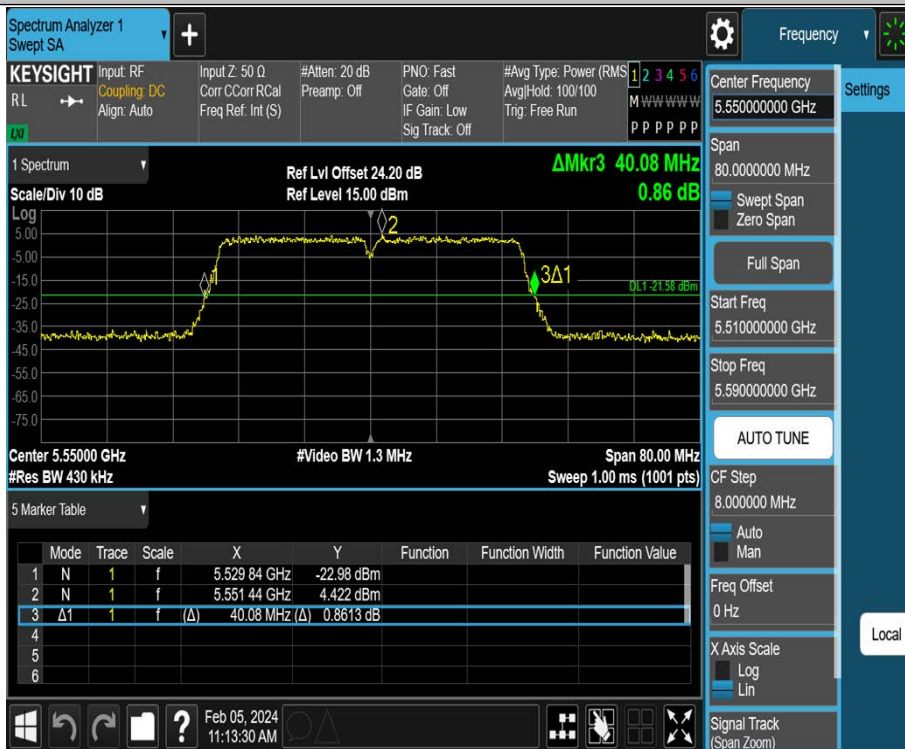 Spectrum Analyzer 1
Swept SA
+
Frequency
KEYSIGHT
RL
LXI
Input: RF
Coupling: DC
Align: Auto
Input Z: 50 Ω
Corr CCorr RCal
Freq Ref: Int (S)
#Atten: 20 dB
Preamp: Off
PNO: Fast
Gate: Off
IF Gain: Low
Sig Track: Off
#Avg Type: Power (RMS
Avg|Hold: 100/100
Trig: Free Run
1 2 3 4 5 6
M W W W W W
P P P P P P
1 Spectrum
Scale/Div 10 dB
Ref Lvl Offset 24.20 dB
Ref Level 15.00 dBm
ΔMkr3 40.08 MHz
0.86 dB
Log
5.00
-5.00
-15.0
-25.0
-35.0
-45.0
-55.0
-65.0
-75.0
1
2
3Δ1
DL1 -21.58 dBm
Center 5.55000 GHz
#Video BW 1.3 MHz
Span 80.00 MHz
#Res BW 430 kHz
Sweep 1.00 ms (1001 pts)
5 Marker Table
Mode Trace Scale X Y Function Function Width Function Value
1 N 1 f 5.529 84 GHz -22.98 dBm
2 N 1 f 5.551 44 GHz 4.422 dBm
3 Δ1 1 f (Δ) 40.08 MHz (Δ) 0.8613 dB
4
5
6
?
Feb 05, 2024
11:13:30 AM
Center Frequency
5.550000000 GHz
Span
80.0000000 MHz
Swept Span
Zero Span
Full Span
Start Freq
5.510000000 GHz
Stop Freq
5.590000000 GHz
AUTO TUNE
CF Step
8.000000 MHz
Auto
Man
Freq Offset
0 Hz
X Axis Scale
Log
Lin
Signal Track
(Span Zoom)
Settings
Local